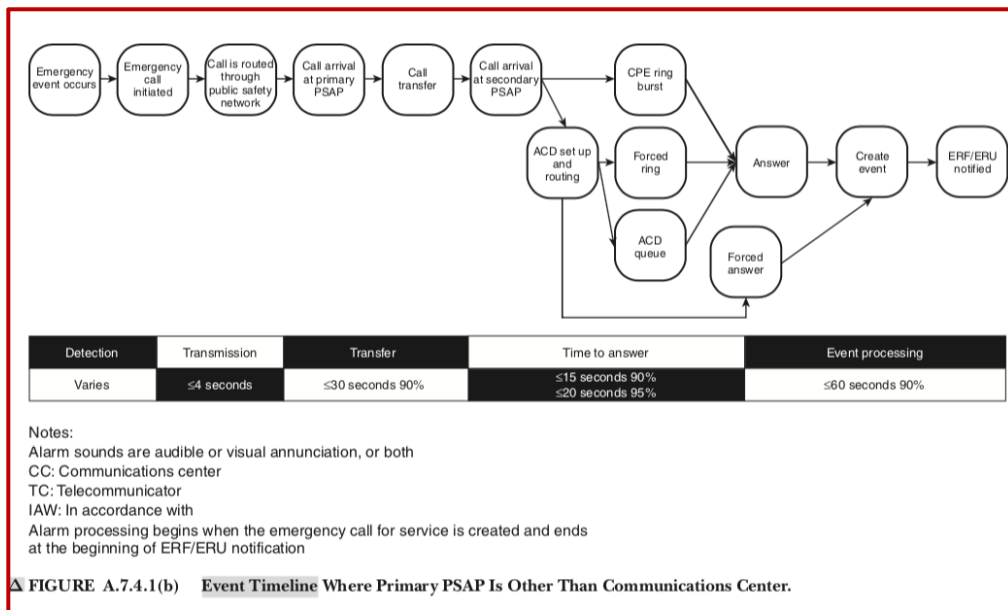 Emergency
event occurs
Emergency
call
initiated
Call is routed
through
public safety
network
Call arrival
at primary
PSAP
Call
transfer
Call arrival
at secondary
PSAP
CPE ring
burst
ACD set up
and
routing
Forced
ring
Answer
Create
event
ERF/ERU
notified
ACD
queue
Forced
answer
Detection Transmission Transfer Time to answer Event processing
Varies ≤4 seconds ≤30 seconds 90% ≤15 seconds 90% ≤60 seconds 90%
≤20 seconds 95%
Notes:
Alarm sounds are audible or visual annunciation, or both
CC: Communications center
TC: Telecommunicator
IAW: In accordance with
Alarm processing begins when the emergency call for service is created and ends
at the beginning of ERF/ERU notification
Δ FIGURE A.7.4.1(b) Event Timeline Where Primary PSAP Is Other Than Communications Center.